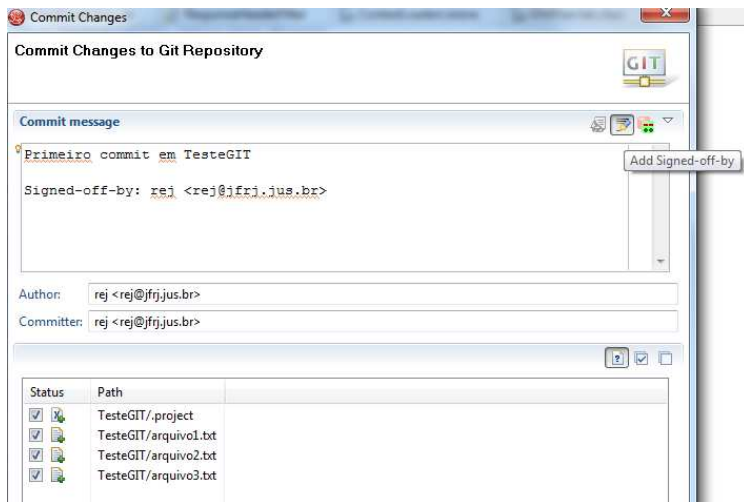 Commit Changes
Commit Changes to Git Repository
GIT
Commit message
Primeiro commit em TesteGIT
Add Signed-off-by
Signed-off-by: rej <rej@jfrj.jus.br>
Author: rej <rej@jfrj.jus.br>
Committer: rej <rej@jfrj.jus.br>
Status Path
TesteGIT/.project
TesteGIT/arquivo1.txt
TesteGIT/arquivo2.txt
TesteGIT/arquivo3.txt